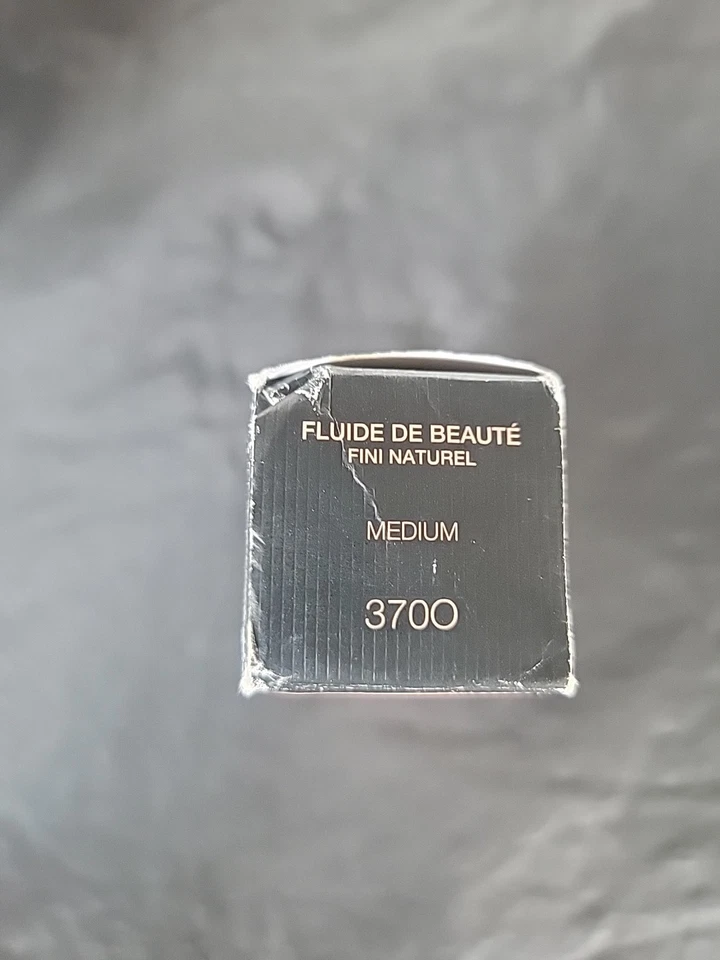 FLUIDE DE BEAUTÉ
FINI NATUREL
MEDIUM
370O